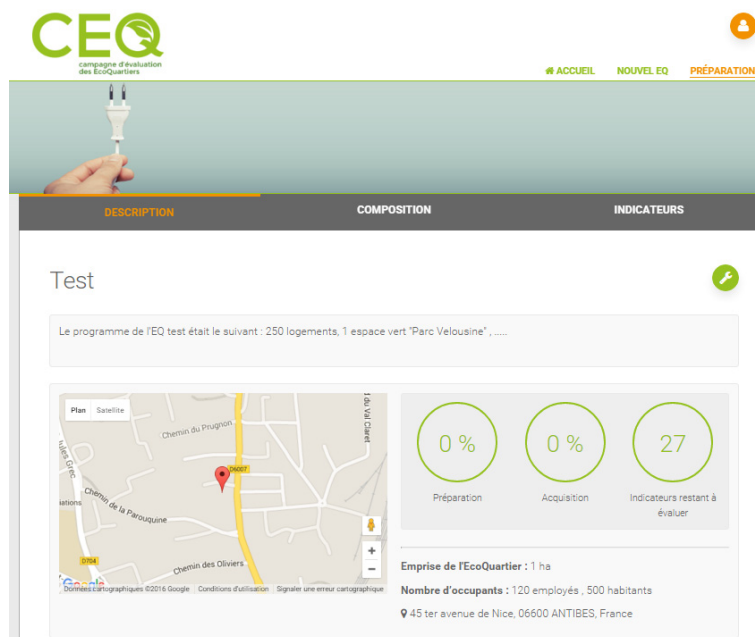 CEQ
campagne d'évaluation
des ÉcoQuartiers
ACCUEIL NOUVEL EQ PRÉPARATION
DESCRIPTION COMPOSITION INDICATEURS
Test
Le programme de l'EQ test était le suivant : 250 logements, 1 espace vert "Parc Velousine" , .....
Plan Satellite
Chemin du Prugnon
du Val Claret
Jules Grec
D6007
Chemin de la Parouquine
D704
Chemin des Oliviers
Google
Données cartographiques ©2016 Google Conditions d'utilisation Signaler une erreur cartographique
0 % 0 % 27
Préparation Acquisition Indicateurs restant à
évaluer
Emprise de l'EcoQuartier : 1 ha
Nombre d'occupants : 120 employés , 500 habitants
45 ter avenue de Nice, 06600 ANTIBES, France